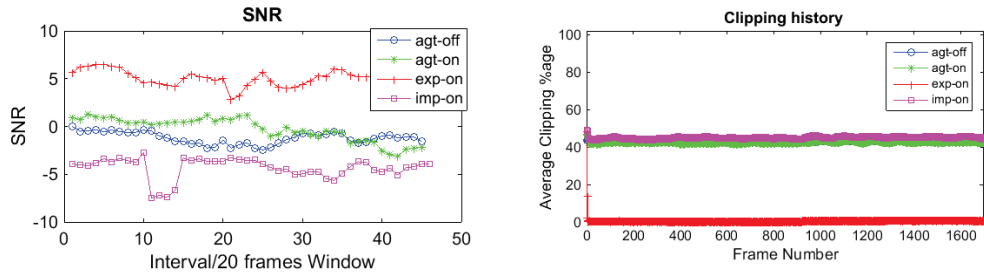 SNR
10
5
0
-5
-10
SNR
0
10
20
30
40
50
Interval/20 frames Window
agt-off
agt-on
exp-on
imp-on
Clipping history
100
80
60
40
20
0
Average Clipping %age
0
200
400
600
800
1000
1200
1400
1600
Frame Number
agt-off
agt-on
exp-on
imp-on